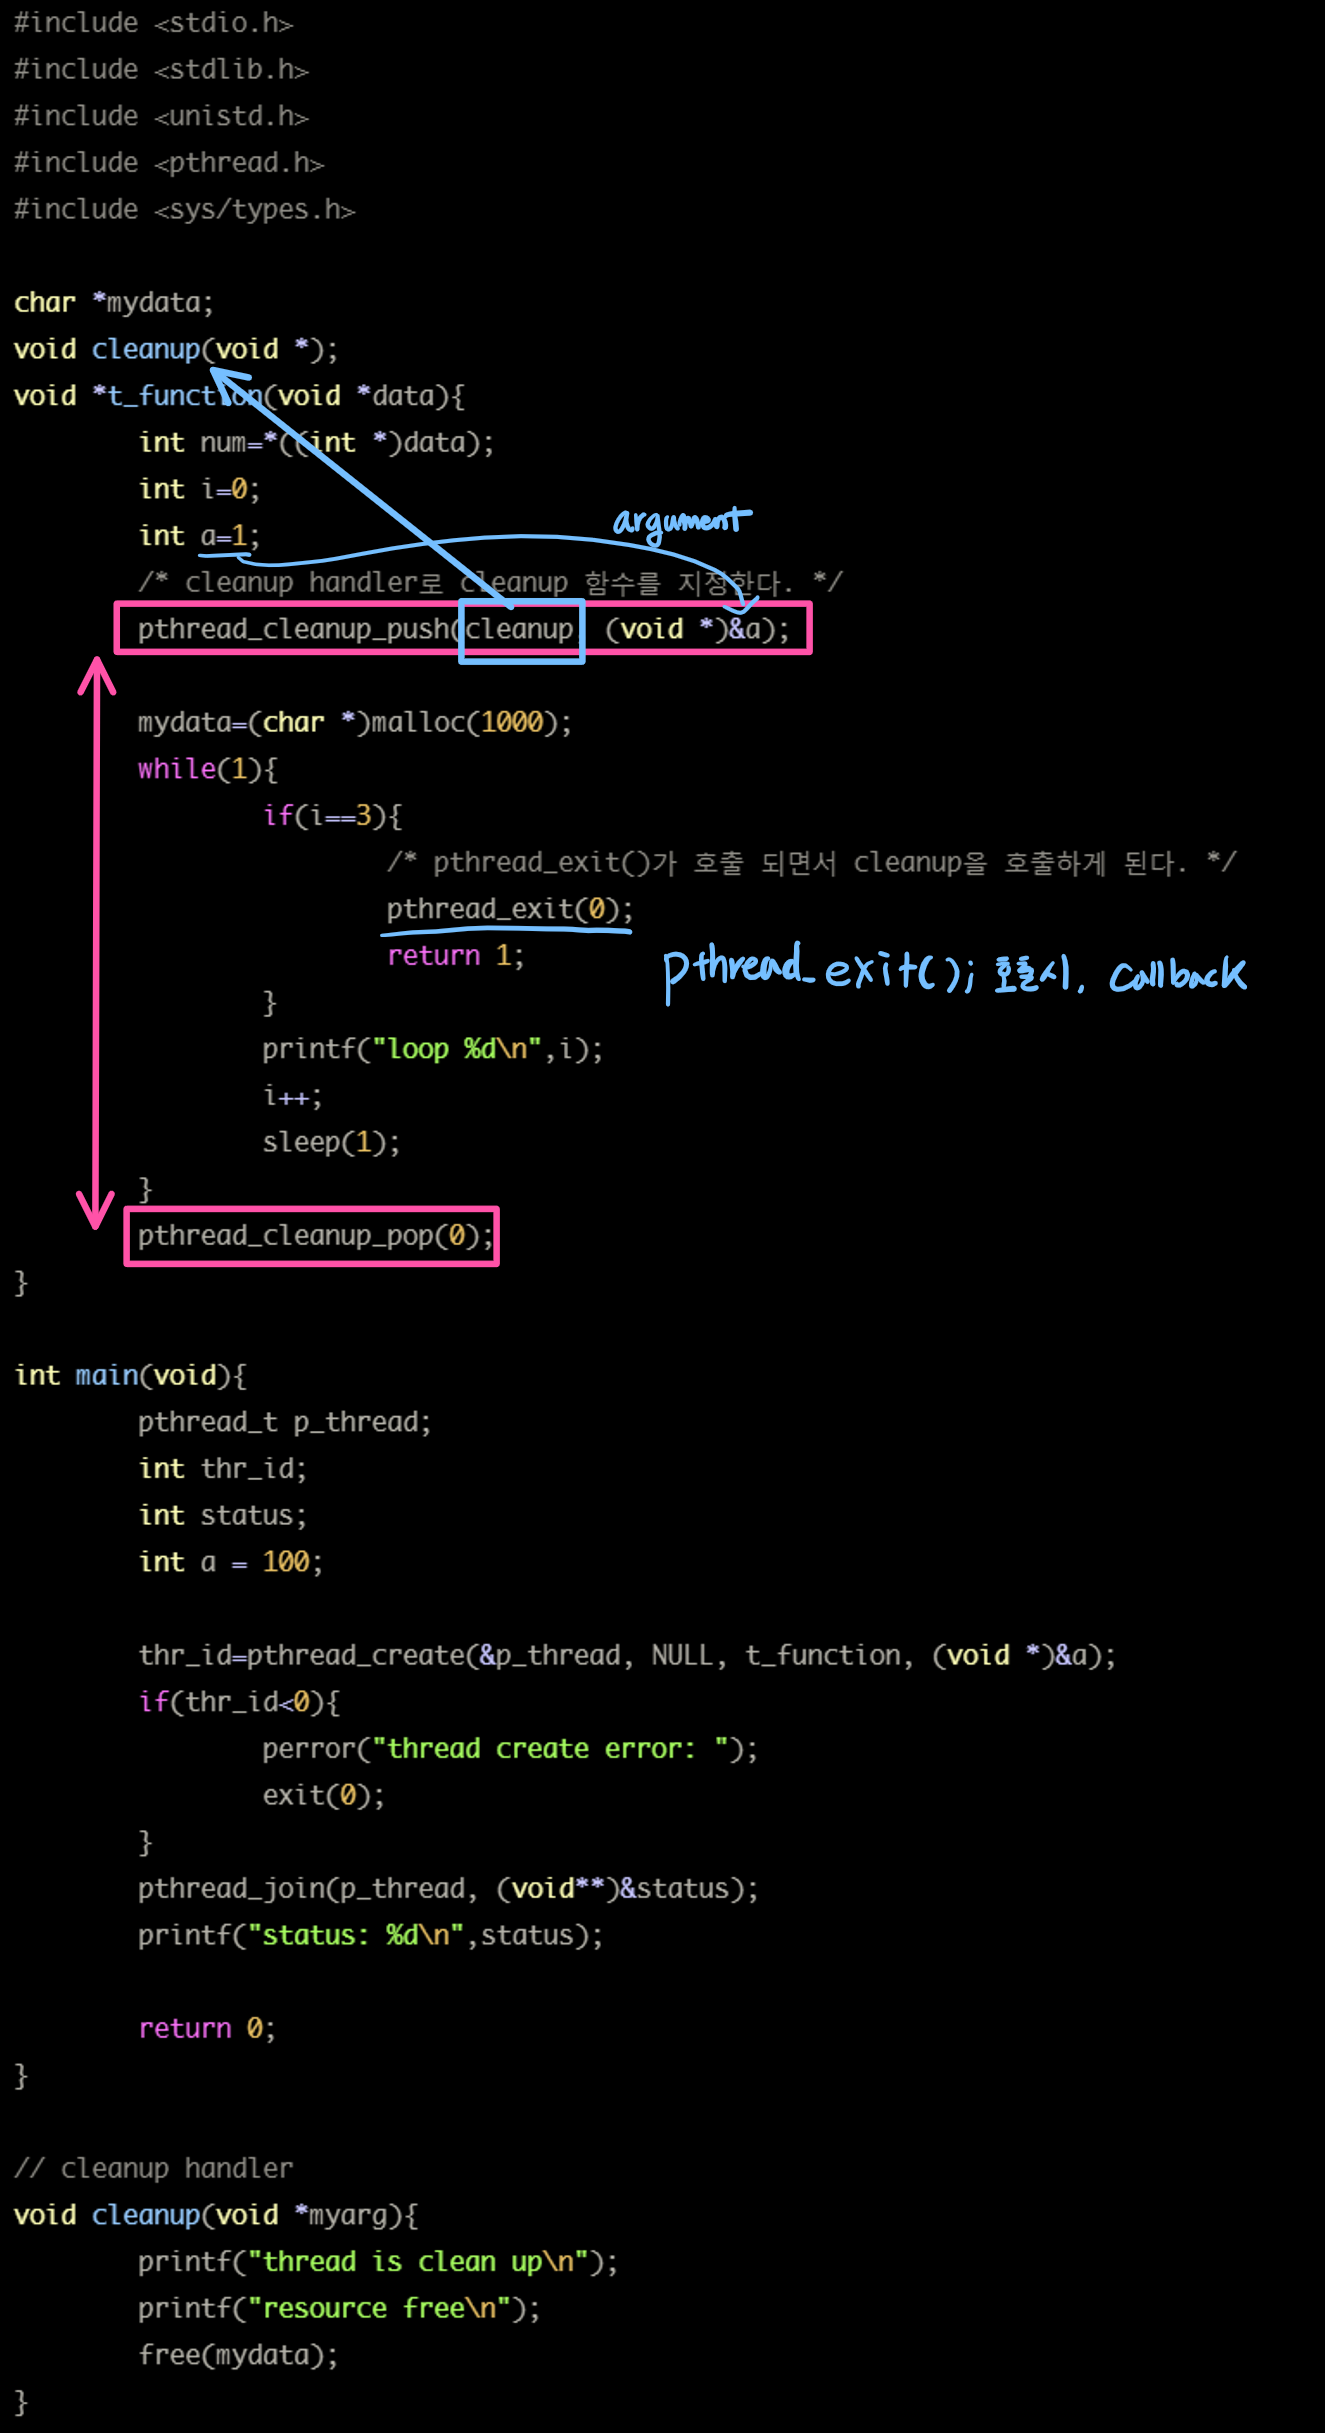 #include <stdio.h>
#include <stdlib.h>
#include <unistd.h>
#include <pthread.h>
#include <sys/types.h>
char *mydata;
void cleanup(void *);
void *t_function(void *data){
int num=*((int *)data);
int i=0;
int a=1;
argument
/* cleanup handler로 cleanup 함수를 지정한다. */
pthread_cleanup_push(cleanup, (void *)&a);
mydata=(char *)malloc(1000);
while(1){
if(i==3){
/* pthread_exit()가 호출 되면서 cleanup을 호출하게 된다. */
pthread_exit(0);
return 1;
pthread_exit(); 호출시, callback
}
printf("loop %d\n",i);
i++;
sleep(1);
}
pthread_cleanup_pop(0);
}
int main(void){
pthread_t p_thread;
int thr_id;
int status;
int a = 100;
thr_id=pthread_create(&p_thread, NULL, t_function, (void *)&a);
if(thr_id<0){
perror("thread create error: ");
exit(0);
}
pthread_join(p_thread, (void**)&status);
printf("status: %d\n",status);
return 0;
}
// cleanup handler
void cleanup(void *myarg){
printf("thread is clean up\n");
printf("resource free\n");
free(mydata);
}